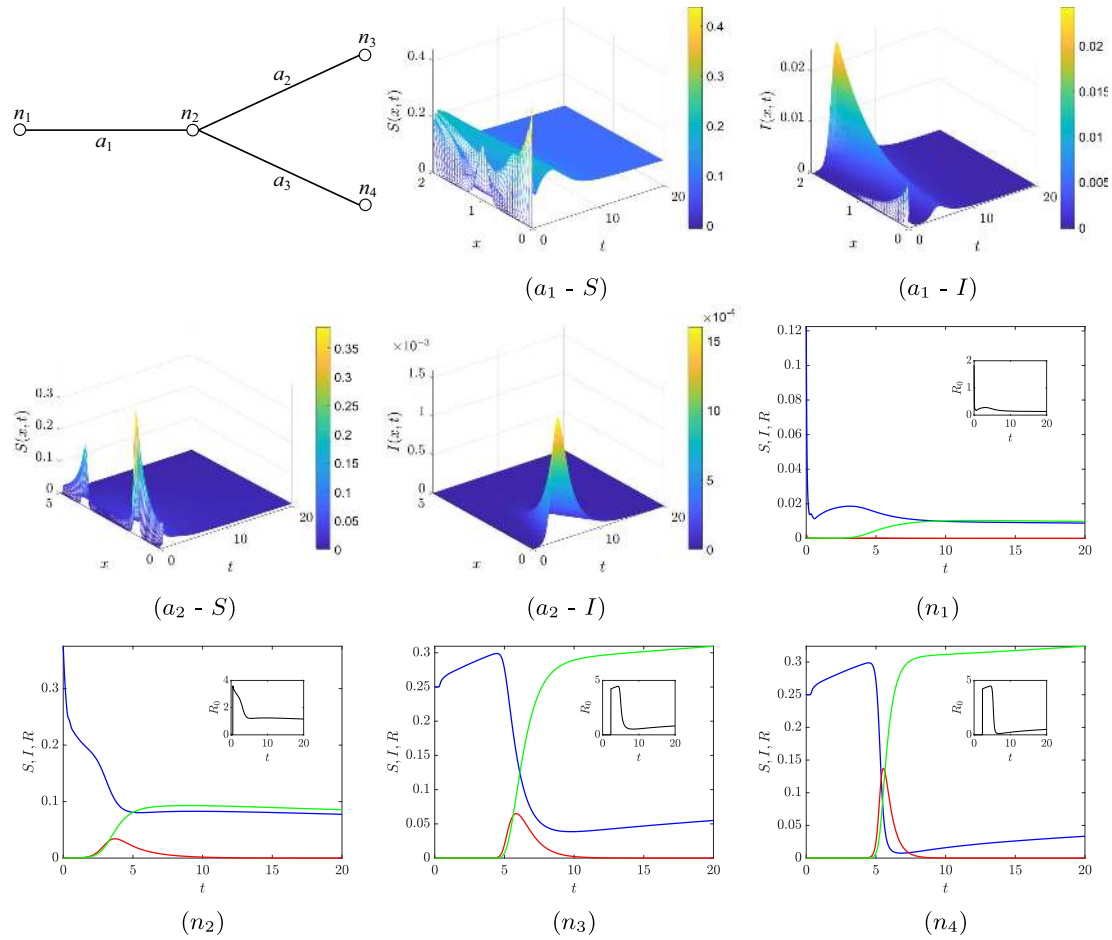 n1
a1
n2
a2
n3
a3
n4
S(x, t)
0.4
0.2
0
2
1
0
x
0
10
20
t
0.4
0.3
0.2
0.1
0
(a1 - S)
I(x, t)
0.02
0.01
0
2
1
0
x
0
10
20
t
0.02
0.015
0.01
0.005
0
(a1 - I)
S(x, t)
0.3
0.2
0.1
0
5
0
x
0
10
20
t
0.35
0.3
0.25
0.2
0.15
0.1
0.05
0
(a2 - S)
×10-3
I(x, t)
1.5
1
0.5
0
5
0
x
0
10
20
t
×10-4
15
10
5
0
(a2 - I)
S, I, R
0.12
0.1
0.08
0.06
0.04
0.02
0
0 5 10 15 20
t
R0
2
1
0
0 10 20
t
(n1)
S, I, R
0.3
0.2
0.1
0
0 5 10 15 20
t
R0
4
2
0
0 10 20
t
(n2)
S, I, R
0.3
0.25
0.2
0.15
0.1
0.05
0
0 5 10 15 20
t
R0
5
0
0 10 20
t
(n3)
S, I, R
0.3
0.25
0.2
0.15
0.1
0.05
0
0 5 10 15 20
t
R0
5
0
0 10 20
t
(n4)